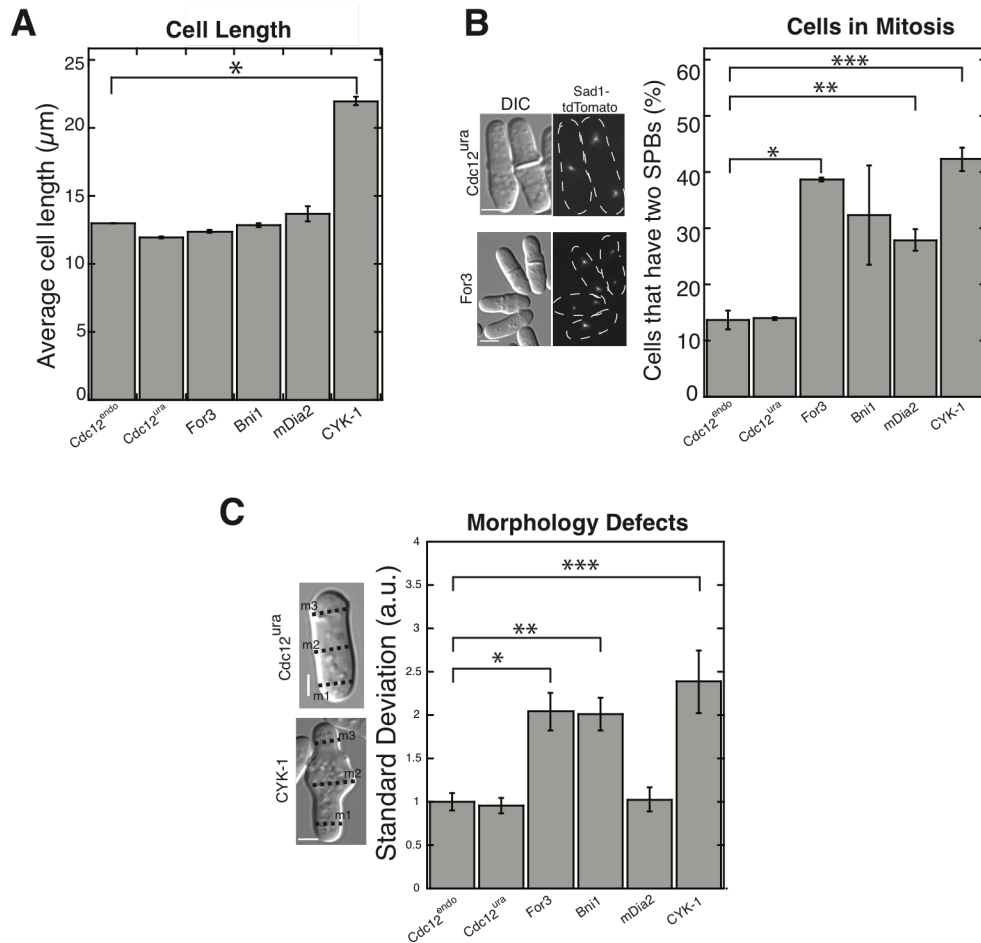 A
Cell Length
Average cell length (µm)
25
20
15
10
5
0
*
Cdc12endo
Cdc12ura
For3
Bni1
mDia2
CYK-1
B
Cells in Mitosis
DIC
Sad1-
tdTomato
Cdc12ura
For3
Cells that have two SPBs (%)
60
50
40
30
20
10
0
***
**
*
Cdc12endo
Cdc12ura
For3
Bni1
mDia2
CYK-1
C
Morphology Defects
Cdc12ura
m3
m2
m1
CYK-1
m3
m2
m1
Standard Deviation (a.u.)
4
3.5
3
2.5
2
1.5
1
0.5
0
***
**
*
Cdc12endo
Cdc12ura
For3
Bni1
mDia2
CYK-1